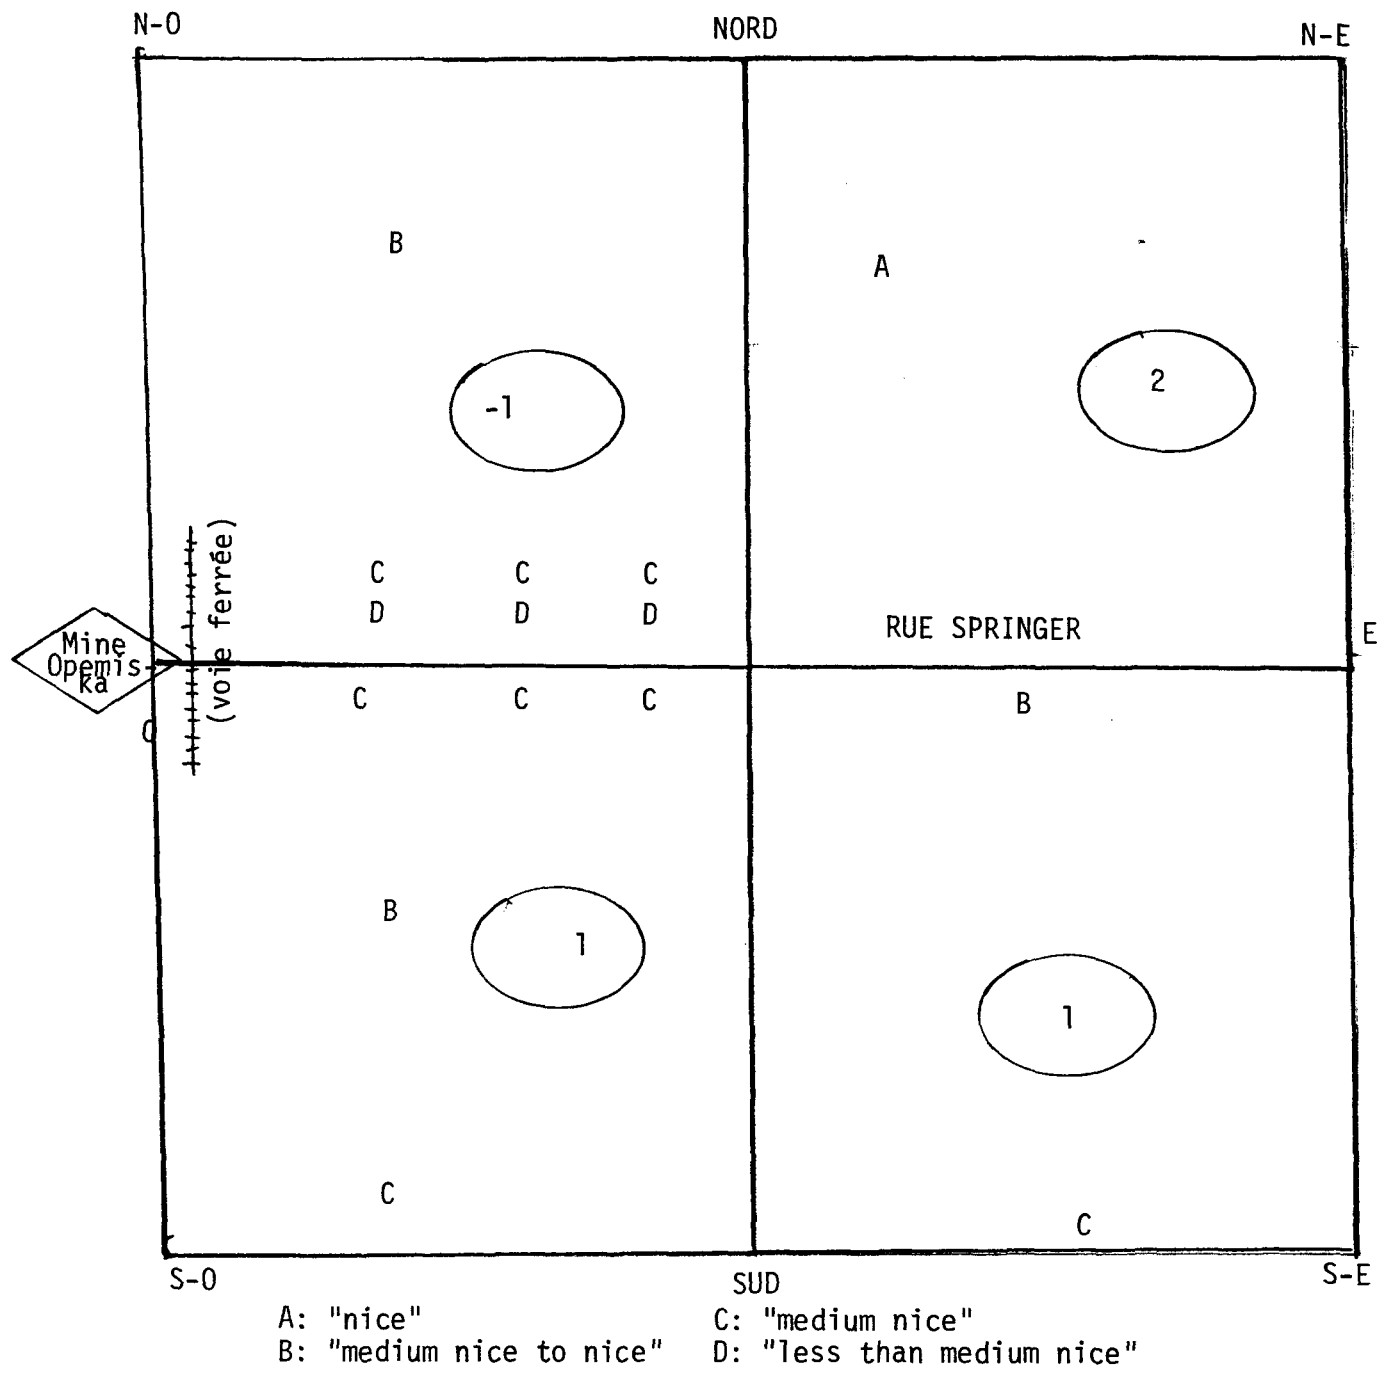 N-O NORD N-E
B
A
2
-1
C C C
D D D
(voie ferrée)
RUE SPRINGER
E
Mine
Opemis-
ka
C C C
B
O
B
1
1
C
C
S-O SUD S-E
A: "nice" C: "medium nice"
B: "medium nice to nice" D: "less than medium nice"